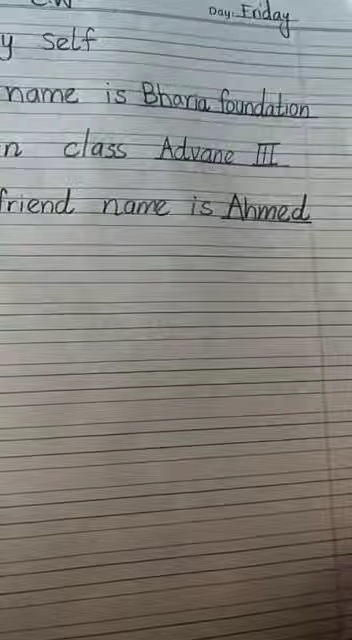 C.W Day: Friday
y self
name is Bharia foundation
n class Advane III
friend name is Ahmed